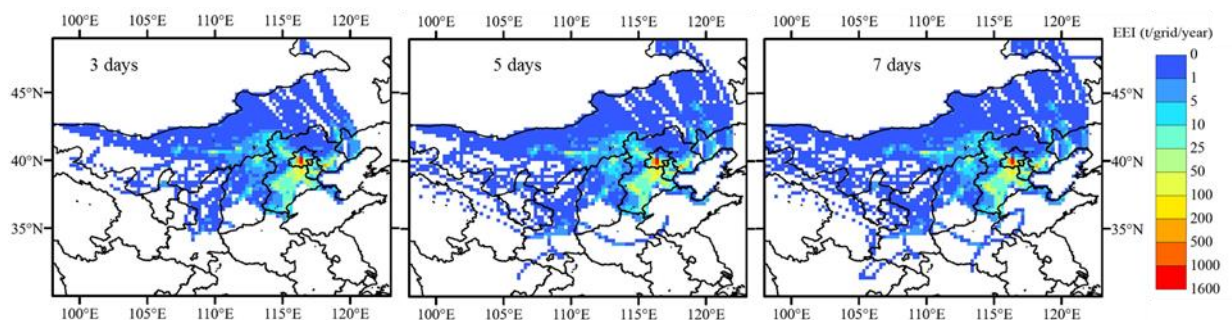 100°E 105°E 110°E 115°E 120°E 100°E 105°E 110°E 115°E 120°E 100°E 105°E 110°E 115°E 120°E
EEI (t/grid/year)
3 days 5 days 7 days
45°N 45°N
40°N 40°N
35°N 35°N
0
1
5
10
25
50
100
200
500
1000
1600
100°E 105°E 110°E 115°E 120°E 100°E 105°E 110°E 115°E 120°E 100°E 105°E 110°E 115°E 120°E